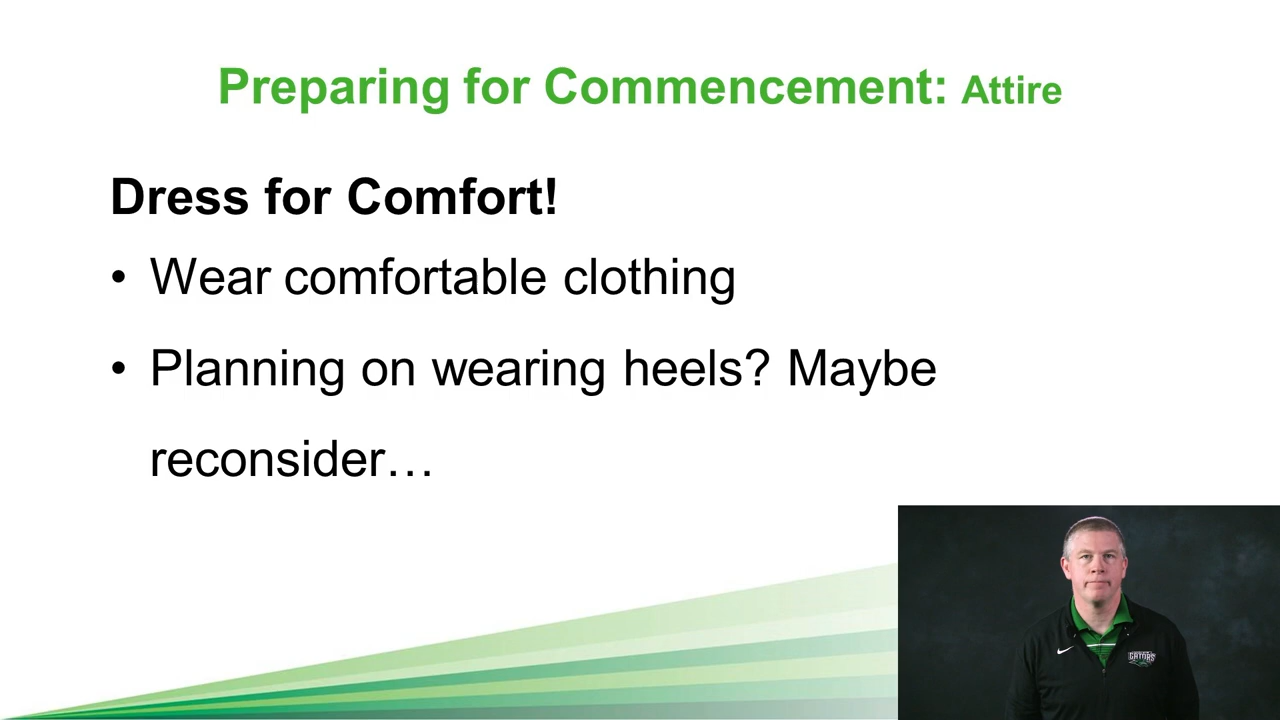 Preparing for Commencement: Attire
Dress for Comfort!
• Wear comfortable clothing
• Planning on wearing heels? Maybe
reconsider…
GATORS